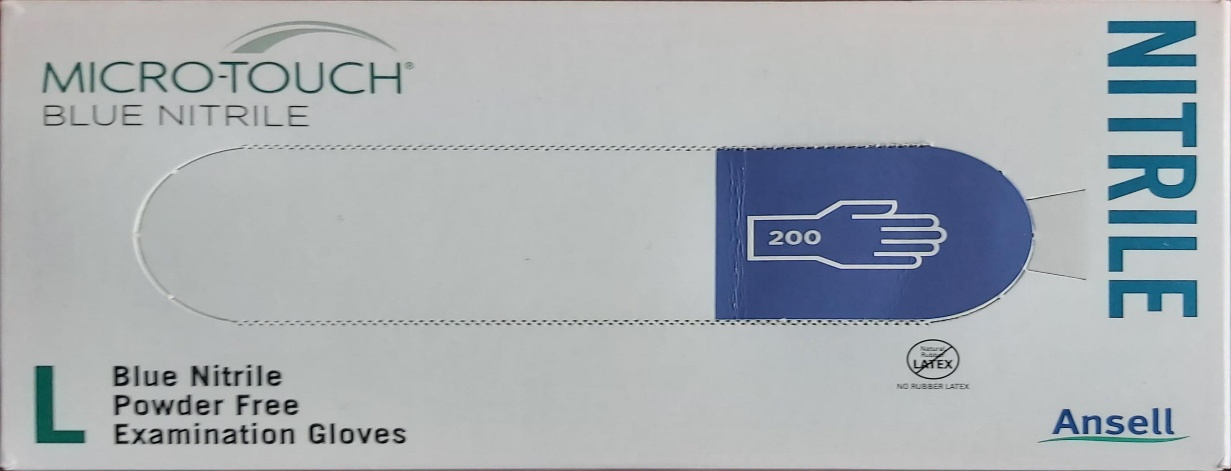 MICRO-TOUCH®
BLUE NITRILE
NITRILE
200
Natural
Rubber
LATEX
NO RUBBER LATEX
L
Blue Nitrile
Powder Free
Examination Gloves
Ansell